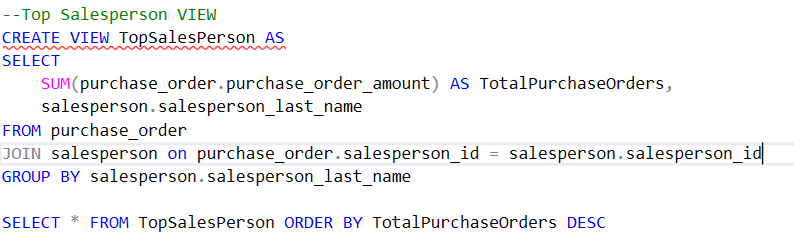 --Top Salesperson VIEW
CREATE VIEW TopSalesPerson AS
SELECT
    SUM(purchase_order.purchase_order_amount) AS TotalPurchaseOrders,
    salesperson.salesperson_last_name
FROM purchase_order
JOIN salesperson on purchase_order.salesperson_id = salesperson.salesperson_id
GROUP BY salesperson.salesperson_last_name
SELECT * FROM TopSalesPerson ORDER BY TotalPurchaseOrders DESC